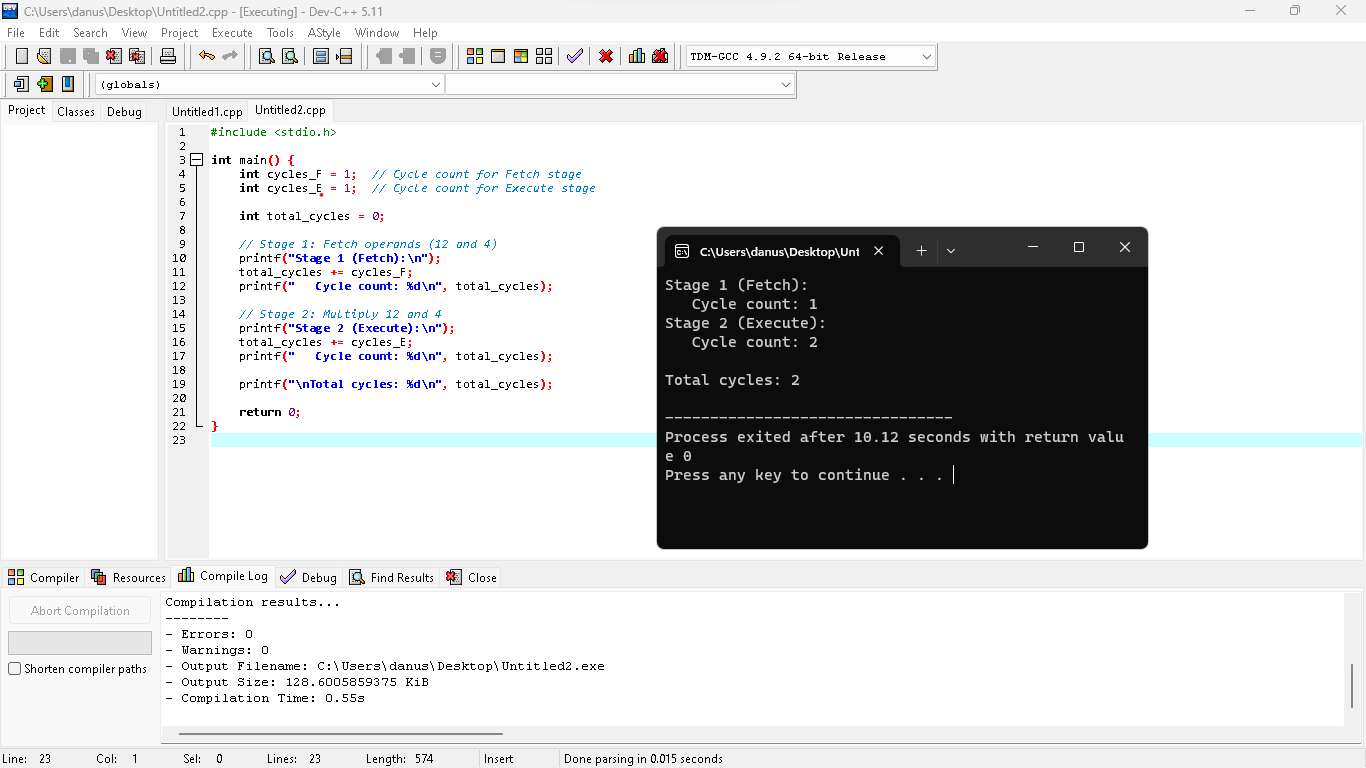 C:\Users\danus\Desktop\Untitled2.cpp - [Executing] - Dev-C++ 5.11
File Edit Search View Project Execute Tools AStyle Window Help
TDM-GCC 4.9.2 64-bit Release
(globals)
Project Classes Debug
Untitled1.cpp Untitled2.cpp
1 #include <stdio.h>
2
3 int main() {
4 int cycles_F = 1; // Cycle count for Fetch stage
5 int cycles_E = 1; // Cycle count for Execute stage
6
7 int total_cycles = 0;
8
9 // Stage 1: Fetch operands (12 and 4)
10 printf("Stage 1 (Fetch):\n");
11 total_cycles += cycles_F;
12 printf("   Cycle count: %d\n", total_cycles);
13
14 // Stage 2: Multiply 12 and 4
15 printf("Stage 2 (Execute):\n");
16 total_cycles += cycles_E;
17 printf("   Cycle count: %d\n", total_cycles);
18
19 printf("\nTotal cycles: %d\n", total_cycles);
20
21 return 0;
22 }
23
C:\Users\danus\Desktop\Unt
Stage 1 (Fetch):
Cycle count: 1
Stage 2 (Execute):
Cycle count: 2
Total cycles: 2
--------------------------------
Process exited after 10.12 seconds with return valu
e 0
Press any key to continue . . .
Compiler Resources Compile Log Debug Find Results Close
Abort Compilation
Shorten compiler paths
Compilation results...
--------
- Errors: 0
- Warnings: 0
- Output Filename: C:\Users\danus\Desktop\Untitled2.exe
- Output Size: 128.6005859375 KiB
- Compilation Time: 0.55s
Line: 23 Col: 1 Sel: 0 Lines: 23 Length: 574 Insert Done parsing in 0.015 seconds